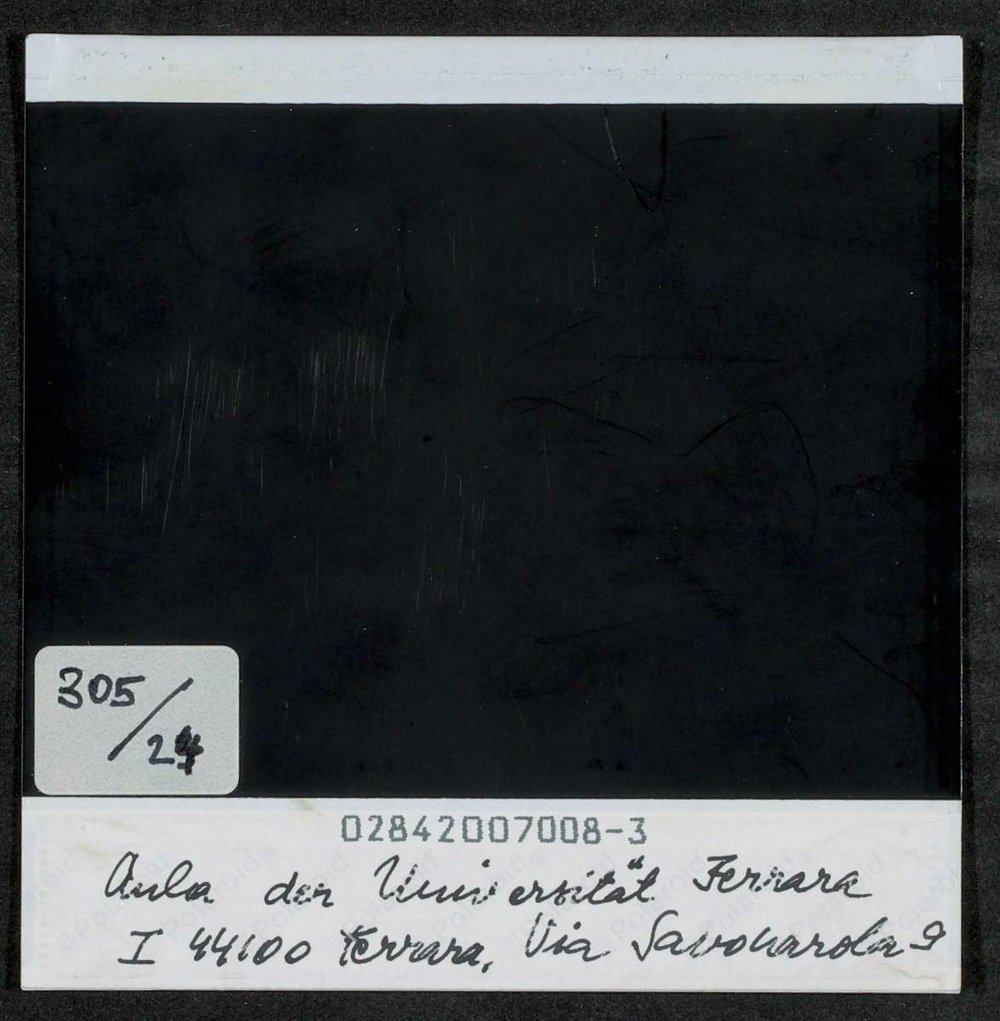 305/24
02842007008-3
Aula der Universität Ferrara
I 44100 Ferrara, Via Savonarola 9